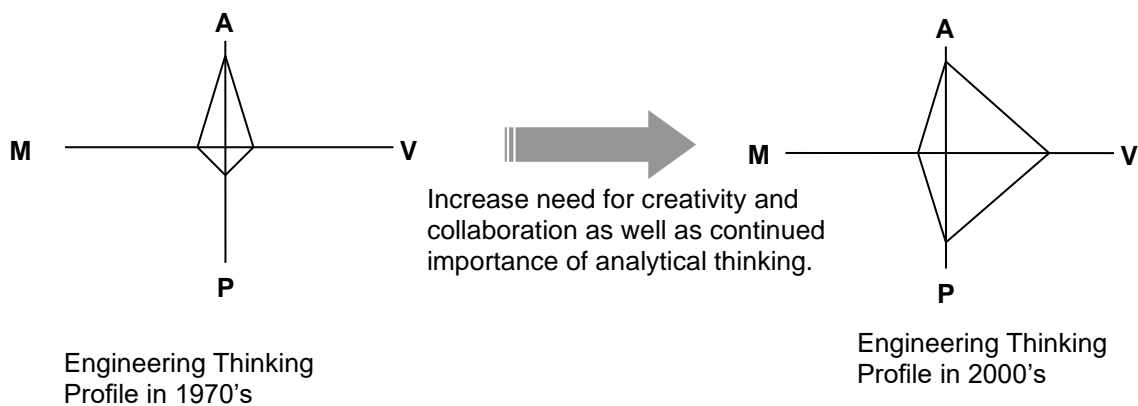 A
M
V
P
Engineering Thinking
Profile in 1970's
Increase need for creativity and
collaboration as well as continued
importance of analytical thinking.
A
M
V
P
Engineering Thinking
Profile in 2000's